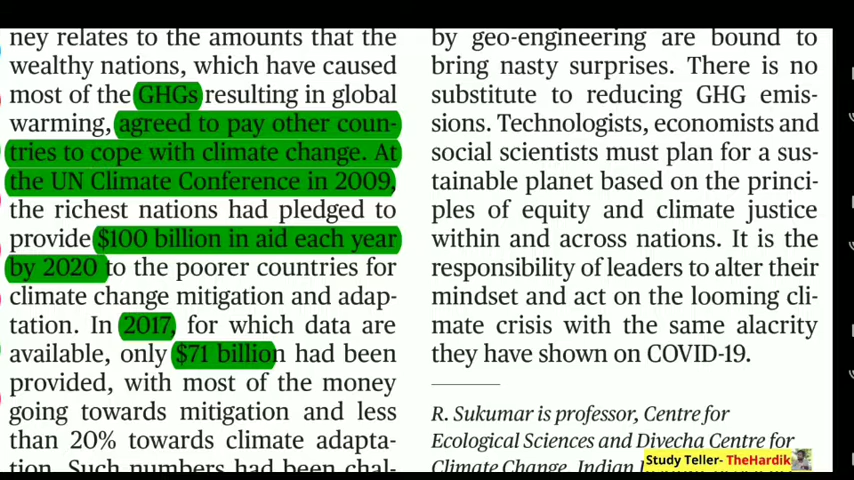 ney relates to the amounts that the
wealthy nations, which have caused
most of the GHGs resulting in global
warming, agreed to pay other coun-
tries to cope with climate change. At
the UN Climate Conference in 2009,
the richest nations had pledged to
provide $100 billion in aid each year
by 2020 to the poorer countries for
climate change mitigation and adap-
tation. In 2017, for which data are
available, only $71 billion had been
provided, with most of the money
going towards mitigation and less
than 20% towards climate adapta-
tion. Such numbers had been chal-
by geo-engineering are bound to
bring nasty surprises. There is no
substitute to reducing GHG emis-
sions. Technologists, economists and
social scientists must plan for a sus-
tainable planet based on the princi-
ples of equity and climate justice
within and across nations. It is the
responsibility of leaders to alter their
mindset and act on the looming cli-
mate crisis with the same alacrity
they have shown on COVID-19.
R. Sukumar is professor, Centre for
Ecological Sciences and Divecha Centre for
Climate Change, Indian
Study Teller- TheHardik